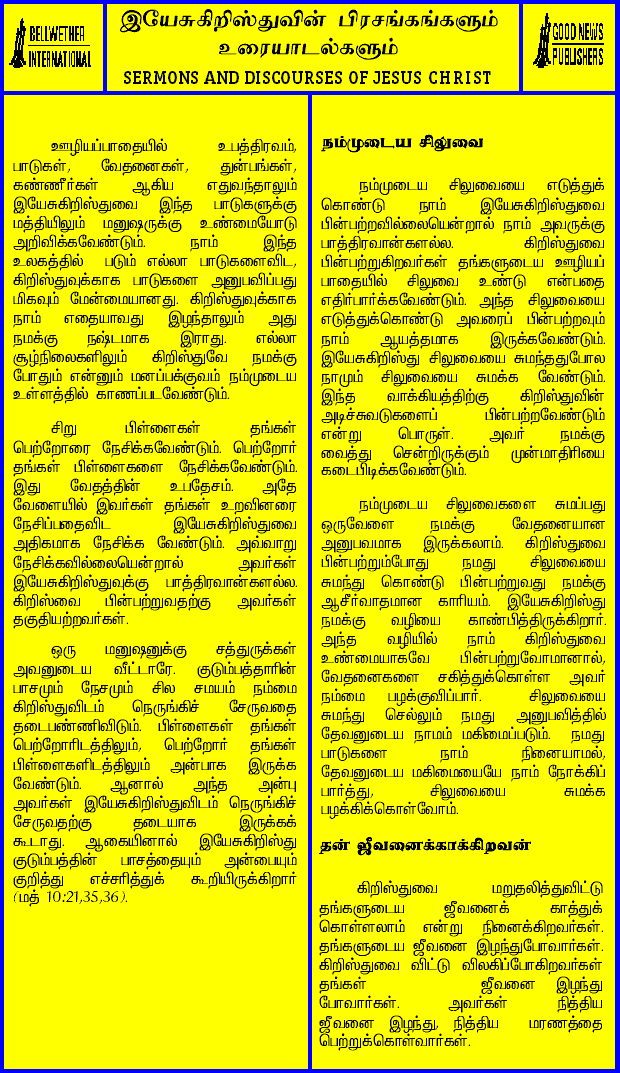 BELLWETHER
INTERNATIONAL
இயேசுகிறிஸ்துவின் பிரசங்கங்களும்
உரையாடல்களும்
SERMONS AND DISCOURSES OF JESUS CHRIST
GOOD NEWS
PUBLISHERS
ஊழியப்பாதையில் உபத்திரவம்,
பாடுகள், வேதனைகள், துன்பங்கள்,
கண்ணீர்கள் ஆகிய எதுவந்தாலும்
இயேசுகிறிஸ்துவை இந்த பாடுகளுக்கு
மத்தியிலும் மனுஷருக்கு உண்மையோடு
அறிவிக்கவேண்டும். நாம் இந்த
உலகத்தில் படும் எல்லா பாடுகளைவிட,
கிறிஸ்துவுக்காக பாடுகளை அனுபவிப்பது
மிகவும் மேன்மையானது. கிறிஸ்துவுக்காக
நாம் எதையாவது இழந்தாலும் அது
நமக்கு நஷ்டமாக இராது. எல்லா
சூழ்நிலைகளிலும் கிறிஸ்துவே நமக்கு
போதும் என்னும் மனப்பக்குவம் நம்முடைய
உள்ளத்தில் காணப்படவேண்டும்.
சிறு பிள்ளைகள் தங்கள்
பெற்றோரை நேசிக்கவேண்டும். பெற்றோர்
தங்கள் பிள்ளைகளை நேசிக்கவேண்டும்.
இது வேதத்தின் உபதேசம். அதே
வேளையில் இவர்கள் தங்கள் உறவினரை
நேசிப்பதைவிட இயேசுகிறிஸ்துவை
அதிகமாக நேசிக்க வேண்டும். அவ்வாறு
நேசிக்கவில்லையென்றால் அவர்கள்
இயேசுகிறிஸ்துவுக்கு பாத்திரவான்களல்ல.
கிறிஸ்வை பின்பற்றுவதற்கு அவர்கள்
தகுதியற்றவர்கள்.
ஒரு மனுஷனுக்கு சத்துருக்கள்
அவனுடைய வீட்டாரே. குடும்பத்தாரின்
பாசமும் நேசமும் சில சமயம் நம்மை
கிறிஸ்துவிடம் நெருங்கிச் சேருவதை
தடைபண்ணிவிடும். பிள்ளைகள் தங்கள்
பெற்றோரிடத்திலும், பெற்றோர் தங்கள்
பிள்ளைகளிடத்திலும் அன்பாக இருக்க
வேண்டும். ஆனால் அந்த அன்பு
அவர்கள் இயேசுகிறிஸ்துவிடம் நெருங்கிச்
சேருவதற்கு தடையாக இருக்கக்
கூடாது. ஆகையினால் இயேசுகிறிஸ்து
குடும்பத்தின் பாசத்தையும் அன்பையும்
குறித்து எச்சரித்துக் கூறியிருக்கிறார்
(மத் 10:21,35,36).
நம்முடைய சிலுவை
நம்முடைய சிலுவையை எடுத்துக்
கொண்டு நாம் இயேசுகிறிஸ்துவை
பின்பற்றவில்லையென்றால் நாம் அவருக்கு
பாத்திரவான்களல்ல. கிறிஸ்துவை
பின்பற்றுகிறவர்கள் தங்களுடைய ஊழியப்
பாதையில் சிலுவை உண்டு என்பதை
எதிர்பார்க்கவேண்டும். அந்த சிலுவையை
எடுத்துக்கொண்டு அவரைப் பின்பற்றவும்
நாம் ஆயத்தமாக இருக்கவேண்டும்.
இயேசுகிறிஸ்து சிலுவையை சுமந்ததுபோல
நாமும் சிலுவையை சுமக்க வேண்டும்.
இந்த வாக்கியத்திற்கு கிறிஸ்துவின்
அடிச்சுவடுகளைப் பின்பற்றவேண்டும்
என்று பொருள். அவர் நமக்கு
வைத்து சென்றிருக்கும் முன்மாதிரியை
கடைபிடிக்கவேண்டும்.
நம்முடைய சிலுவைகளை சுமப்பது
ஒருவேளை நமக்கு வேதனையான
அனுபவமாக இருக்கலாம். கிறிஸ்துவை
பின்பற்றும்போது நமது சிலுவையை
சுமந்து கொண்டு பின்பற்றுவது நமக்கு
ஆசீர்வாதமான காரியம். இயேசுகிறிஸ்து
நமக்கு வழியை காண்பித்திருக்கிறார்.
அந்த வழியில் நாம் கிறிஸ்துவை
உண்மையாகவே பின்பற்றுவோமானால்,
வேதனைகளை சகித்துக்கொள்ள அவர்
நம்மை பழக்குவிப்பார். சிலுவையை
சுமந்து செல்லும் நமது அனுபவித்தில்
தேவனுடைய நாமம் மகிமைப்படும். நமது
பாடுகளை நாம் நினையாமல்,
தேவனுடைய மகிமையையே நாம் நோக்கிப்
பார்த்து, சிலுவையை சுமக்க
பழக்கிக்கொள்வோம்.
தன் ஜீவனைக்காக்கிறவன்
கிறிஸ்துவை மறுதலித்துவிட்டு
தங்களுடைய ஜீவனைக் காத்துக்
கொள்ளலாம் என்று நினைக்கிறவர்கள்.
தங்களுடைய ஜீவனை இழந்துபோவார்கள்.
கிறிஸ்துவை விட்டு விலகிப்போகிறவர்கள்
தங்கள் ஜீவனை இழந்து
போவார்கள். அவர்கள் நித்திய
ஜீவனை இழந்து, நித்திய மரணத்தை
பெற்றுக்கொள்வார்கள்.